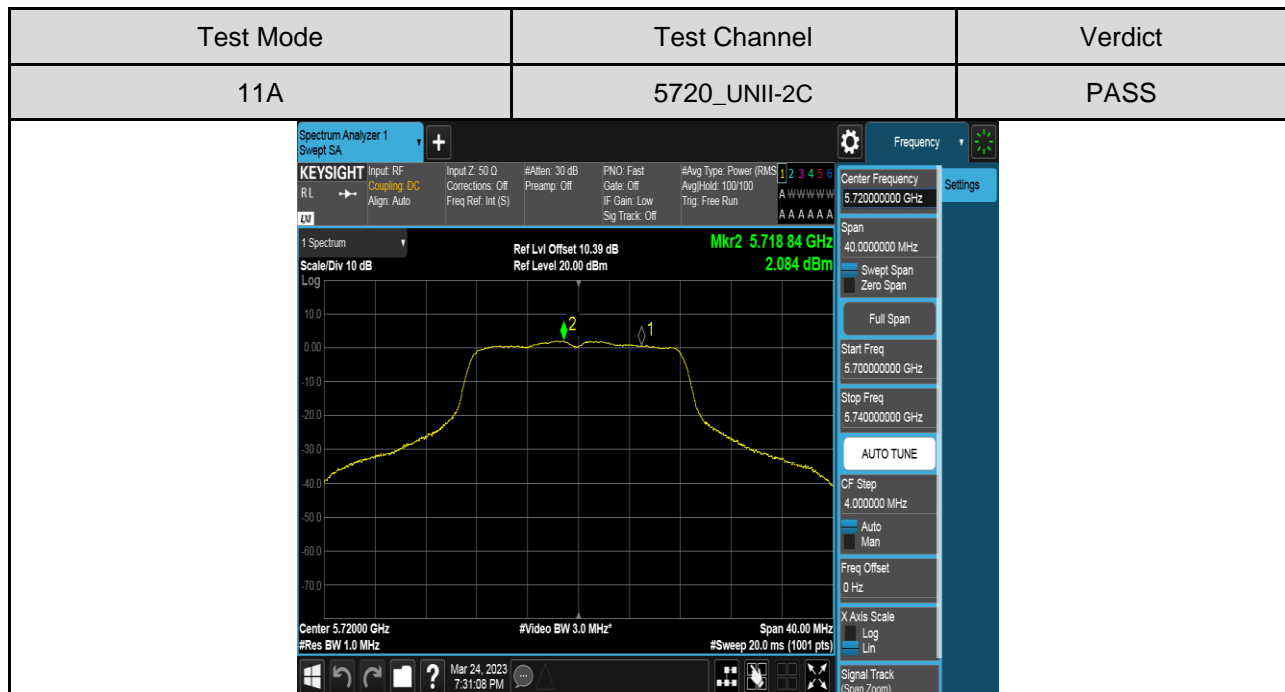 Test Mode
Test Channel
Verdict
11A
5720_UNII-2C
PASS
Spectrum Analyzer 1
Swept SA
+
Frequency
KEYSIGHT
RL
LXI
Input: RF
Coupling: DC
Align: Auto
Input Z: 50 Ω
Corrections: Off
Freq Ref: Int (S)
#Atten: 30 dB
Preamp: Off
PNO: Fast
Gate: Off
IF Gain: Low
Sig Track: Off
#Avg Type: Power (RMS
Avg|Hold: 100/100
Trig: Free Run
1 2 3 4 5 6
A W W W W W
A A A A A A
1 Spectrum
Scale/Div 10 dB
Log
Ref Lvl Offset 10.39 dB
Ref Level 20.00 dBm
Mkr2 5.718 84 GHz
2.084 dBm
10.0
0.00
-10.0
-20.0
-30.0
-40.0
-50.0
-60.0
-70.0
2
1
Center 5.72000 GHz
#Res BW 1.0 MHz
#Video BW 3.0 MHz*
Span 40.00 MHz
#Sweep 20.0 ms (1001 pts)
?
Mar 24, 2023
7:31:08 PM
Center Frequency
5.720000000 GHz
Settings
Span
40.0000000 MHz
Swept Span
Zero Span
Full Span
Start Freq
5.700000000 GHz
Stop Freq
5.740000000 GHz
AUTO TUNE
CF Step
4.000000 MHz
Auto
Man
Freq Offset
0 Hz
X Axis Scale
Log
Lin
Signal Track
(Span Zoom)